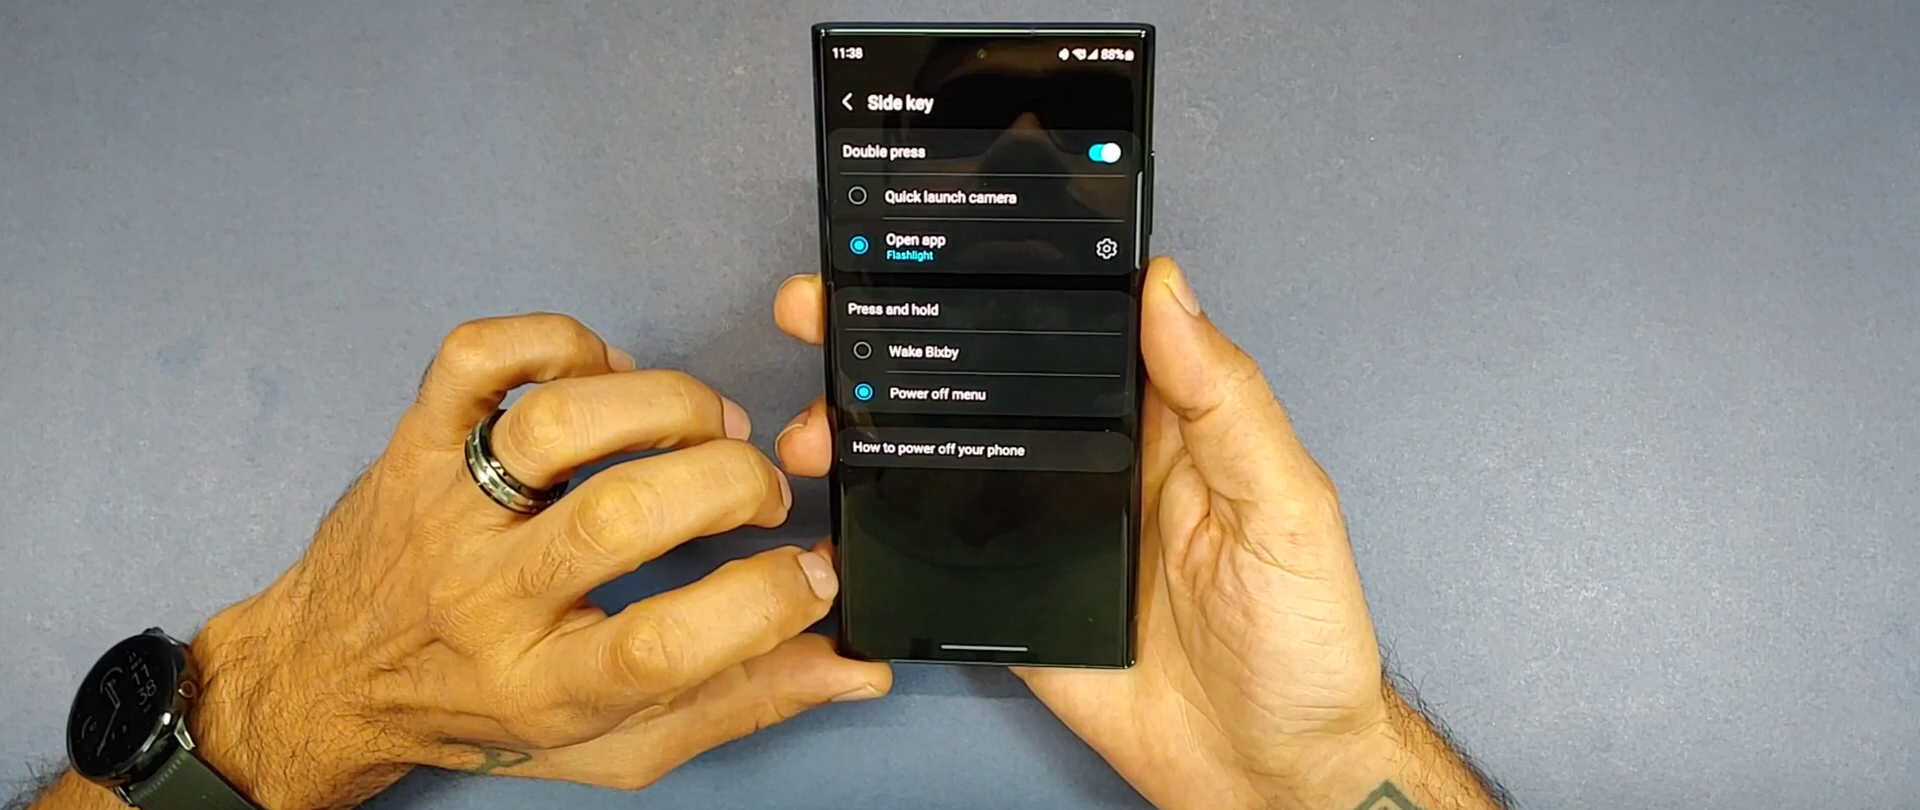 11:38
88%
Side key
Double press
Quick launch camera
Open app
Flashlight
Press and hold
Wake Bixby
Power off menu
How to power off your phone